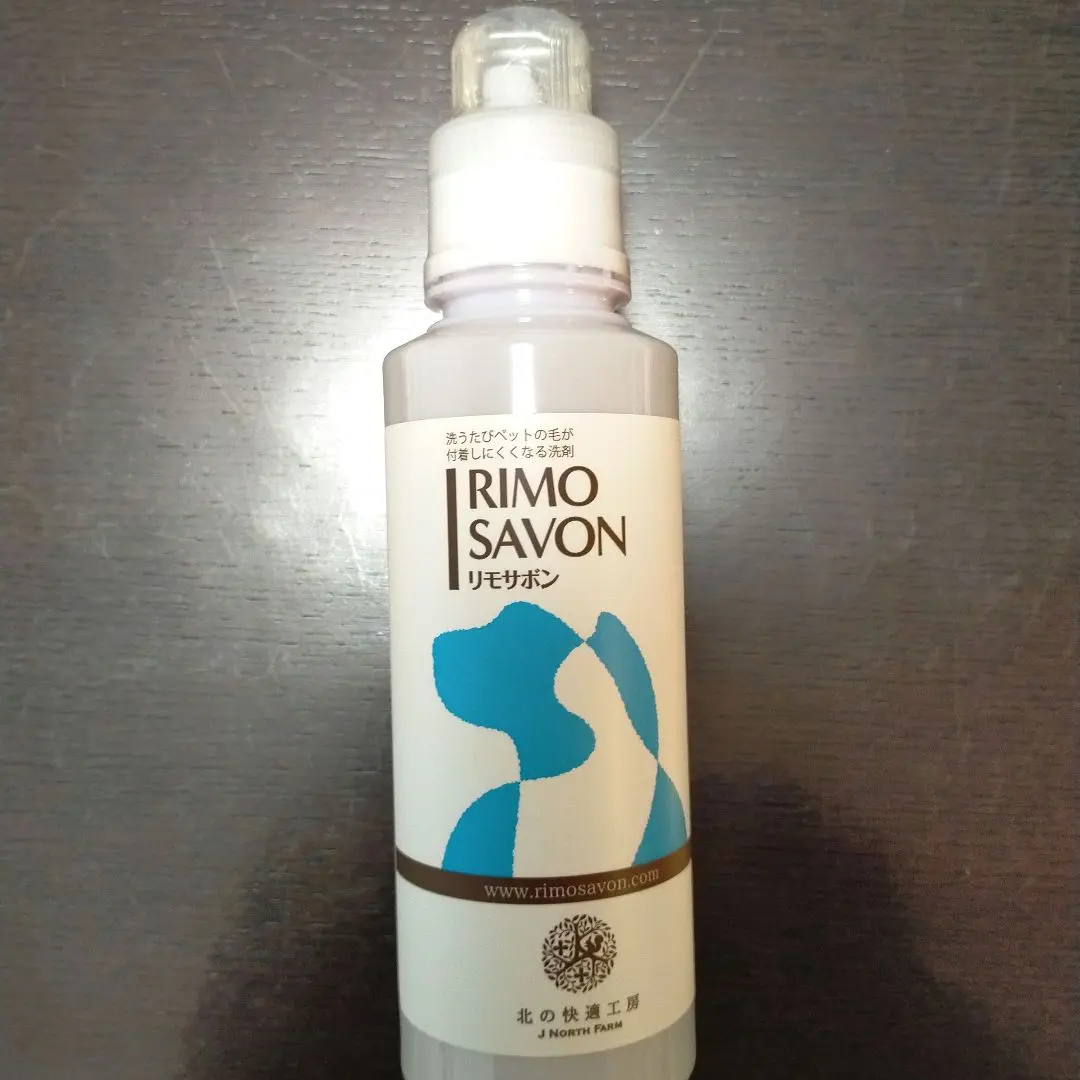 洗うたびペットの毛が
付着しにくくなる洗剤
RIMO
SAVON
リモサボン
www.rimosavon.com
北の快適工房
J NORTH FARM